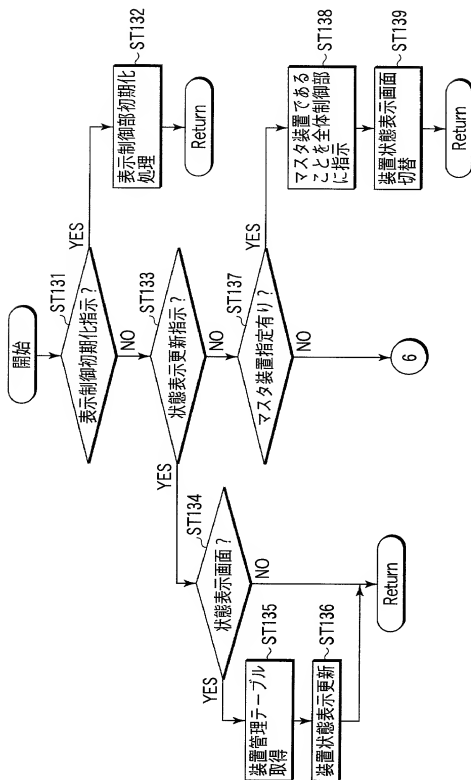 開始
ST131
表示制御初期化指示？
YES
ST132
表示制御部初期化
処理
Return
NO
ST133
状態表示更新指示？
YES
ST134
状態表示画面？
YES
ST135
装置管理テーブル
取得
ST136
装置状態表示更新
NO
Return
NO
ST137
マスタ装置指定有り？
YES
ST138
マスタ装置である
ことを全体制御部
に指示
ST139
装置状態表示画面
切替
Return
NO
6